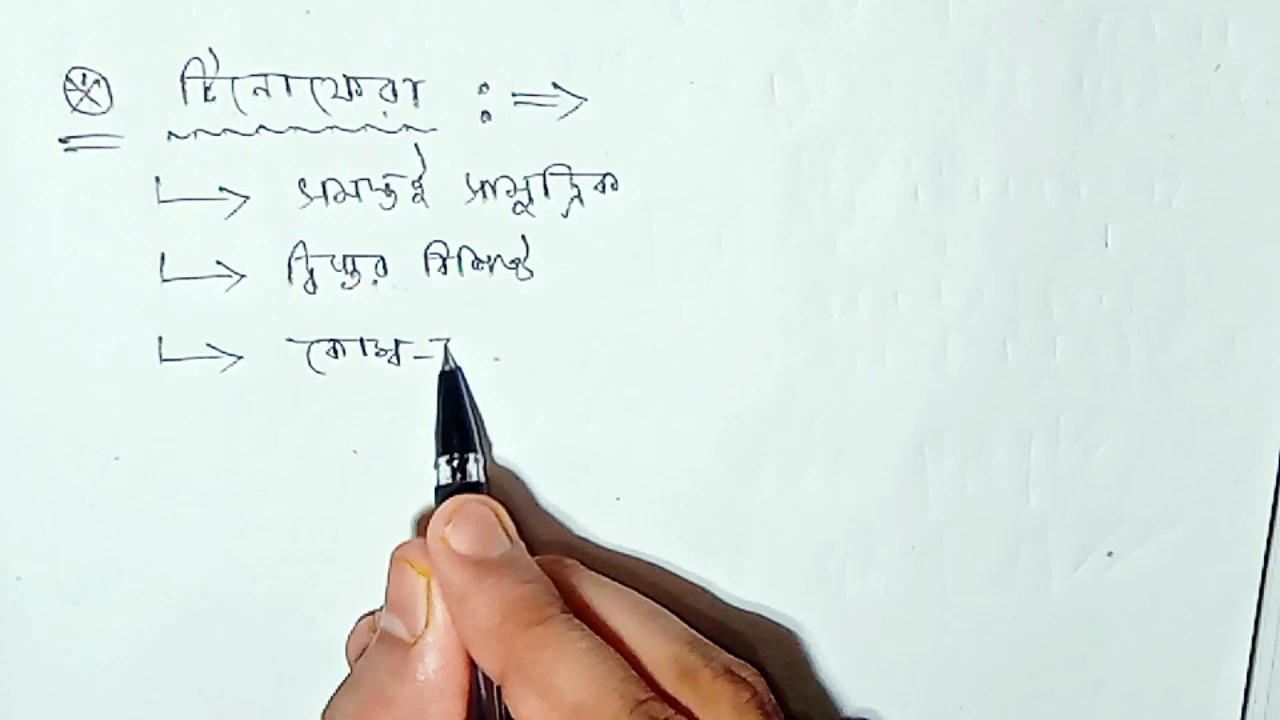 টিনোফেরা :⇒
↳ সমস্তই সামুদ্রিক
↳ দ্বিস্তর বিশিষ্ট
↳ কোম্ব-